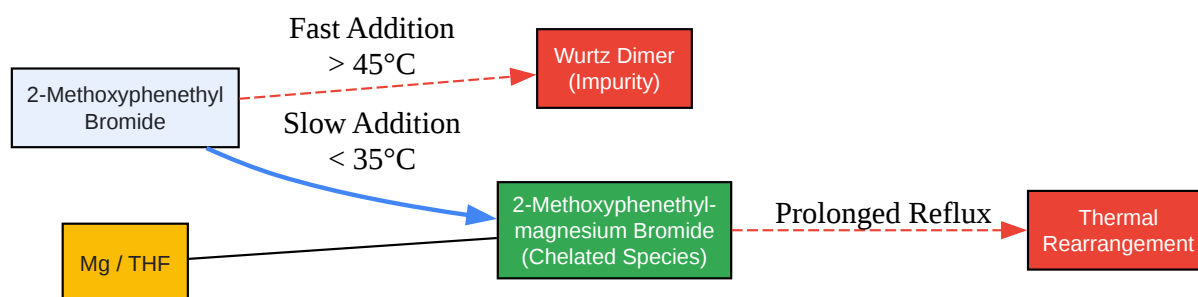 Fast Addition
> 45°C
Wurtz Dimer
(Impurity)
2-Methoxyphenethyl
Bromide
Slow Addition
< 35°C
2-Methoxyphenethyl-
magnesium Bromide
(Chelated Species)
Prolonged Reflux
Thermal
Rearrangement
Mg / THF